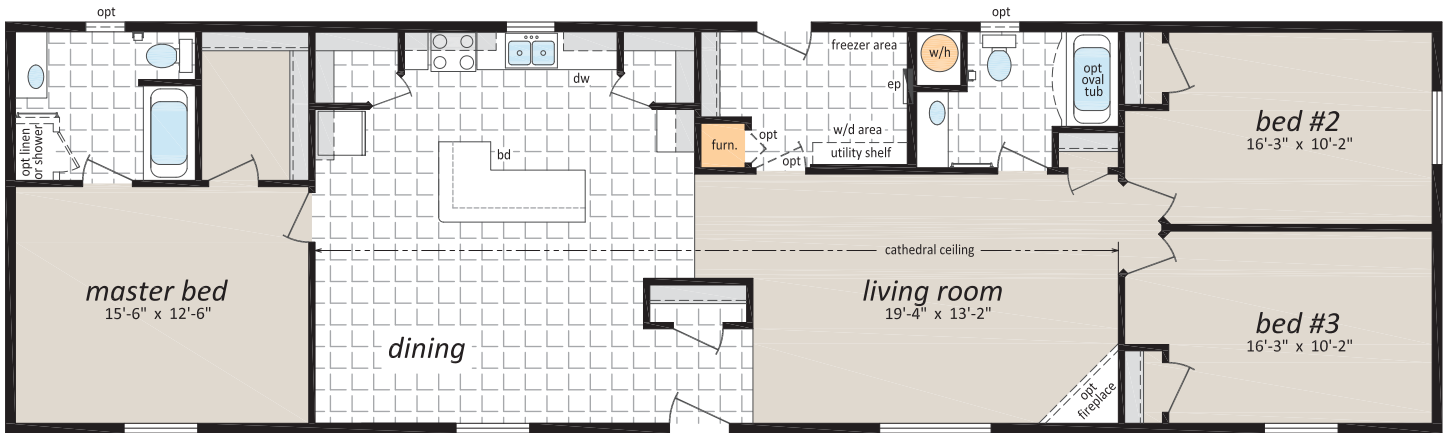 opt
opt
freezer area
w/h
opt
oval
tub
dw
ep
bed #2
16'-3" x 10'-2"
opt linen
or shower
bd
furn.
opt
w/d area
opt
utility shelf
cathedral ceiling
master bed
15'-6" x 12'-6"
living room
19'-4" x 13'-2"
dining
bed #3
16'-3" x 10'-2"
opt
fireplace